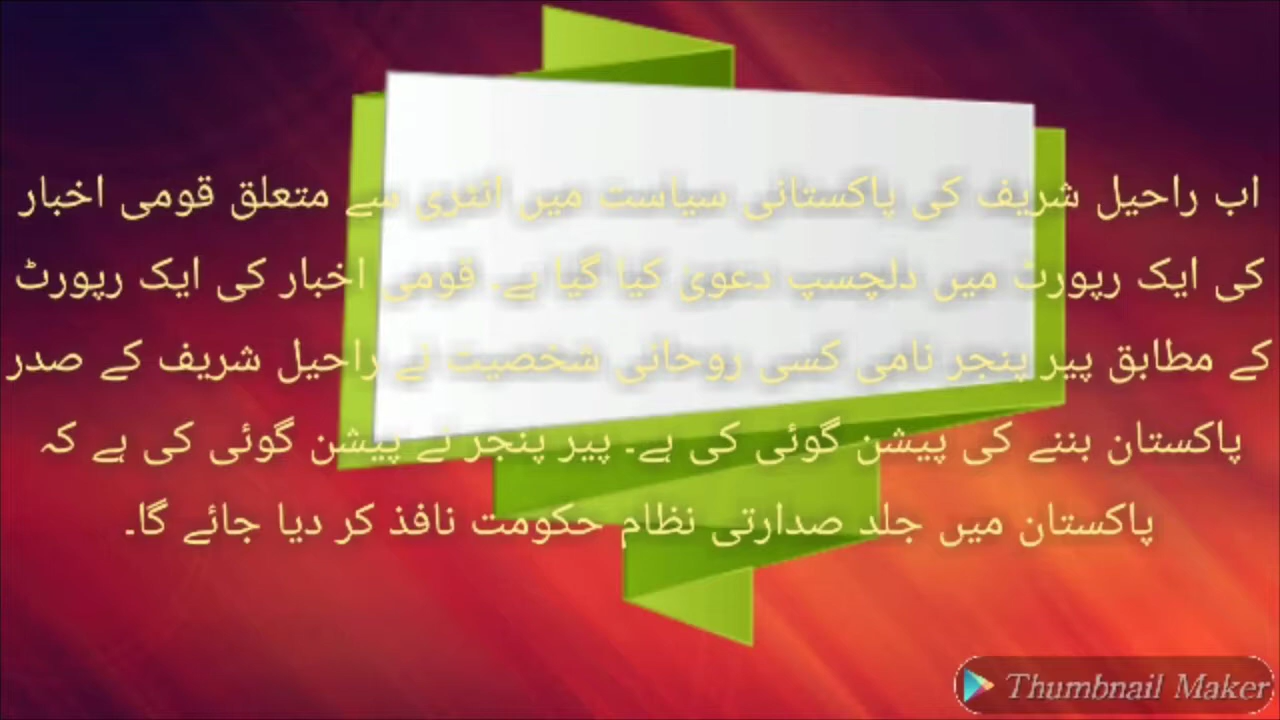 اب راحیل شریف کی پاکستانی سیاست میں انٹری سے متعلق قومی اخبار
کی ایک رپورٹ میں دلچسپ دعویٰ کیا گیا ہے۔ قومی اخبار کی ایک رپورٹ
کے مطابق پیر پنجر نامی کسی روحانی شخصیت نے راحیل شریف کے صدر
پاکستان بننے کی پیشن گوئی کی ہے۔ پیر پنجر نے پیشن گوئی کی ہے کہ
پاکستان میں جلد صدارتی نظام حکومت نافذ کر دیا جائے گا۔
Thumbnail Maker